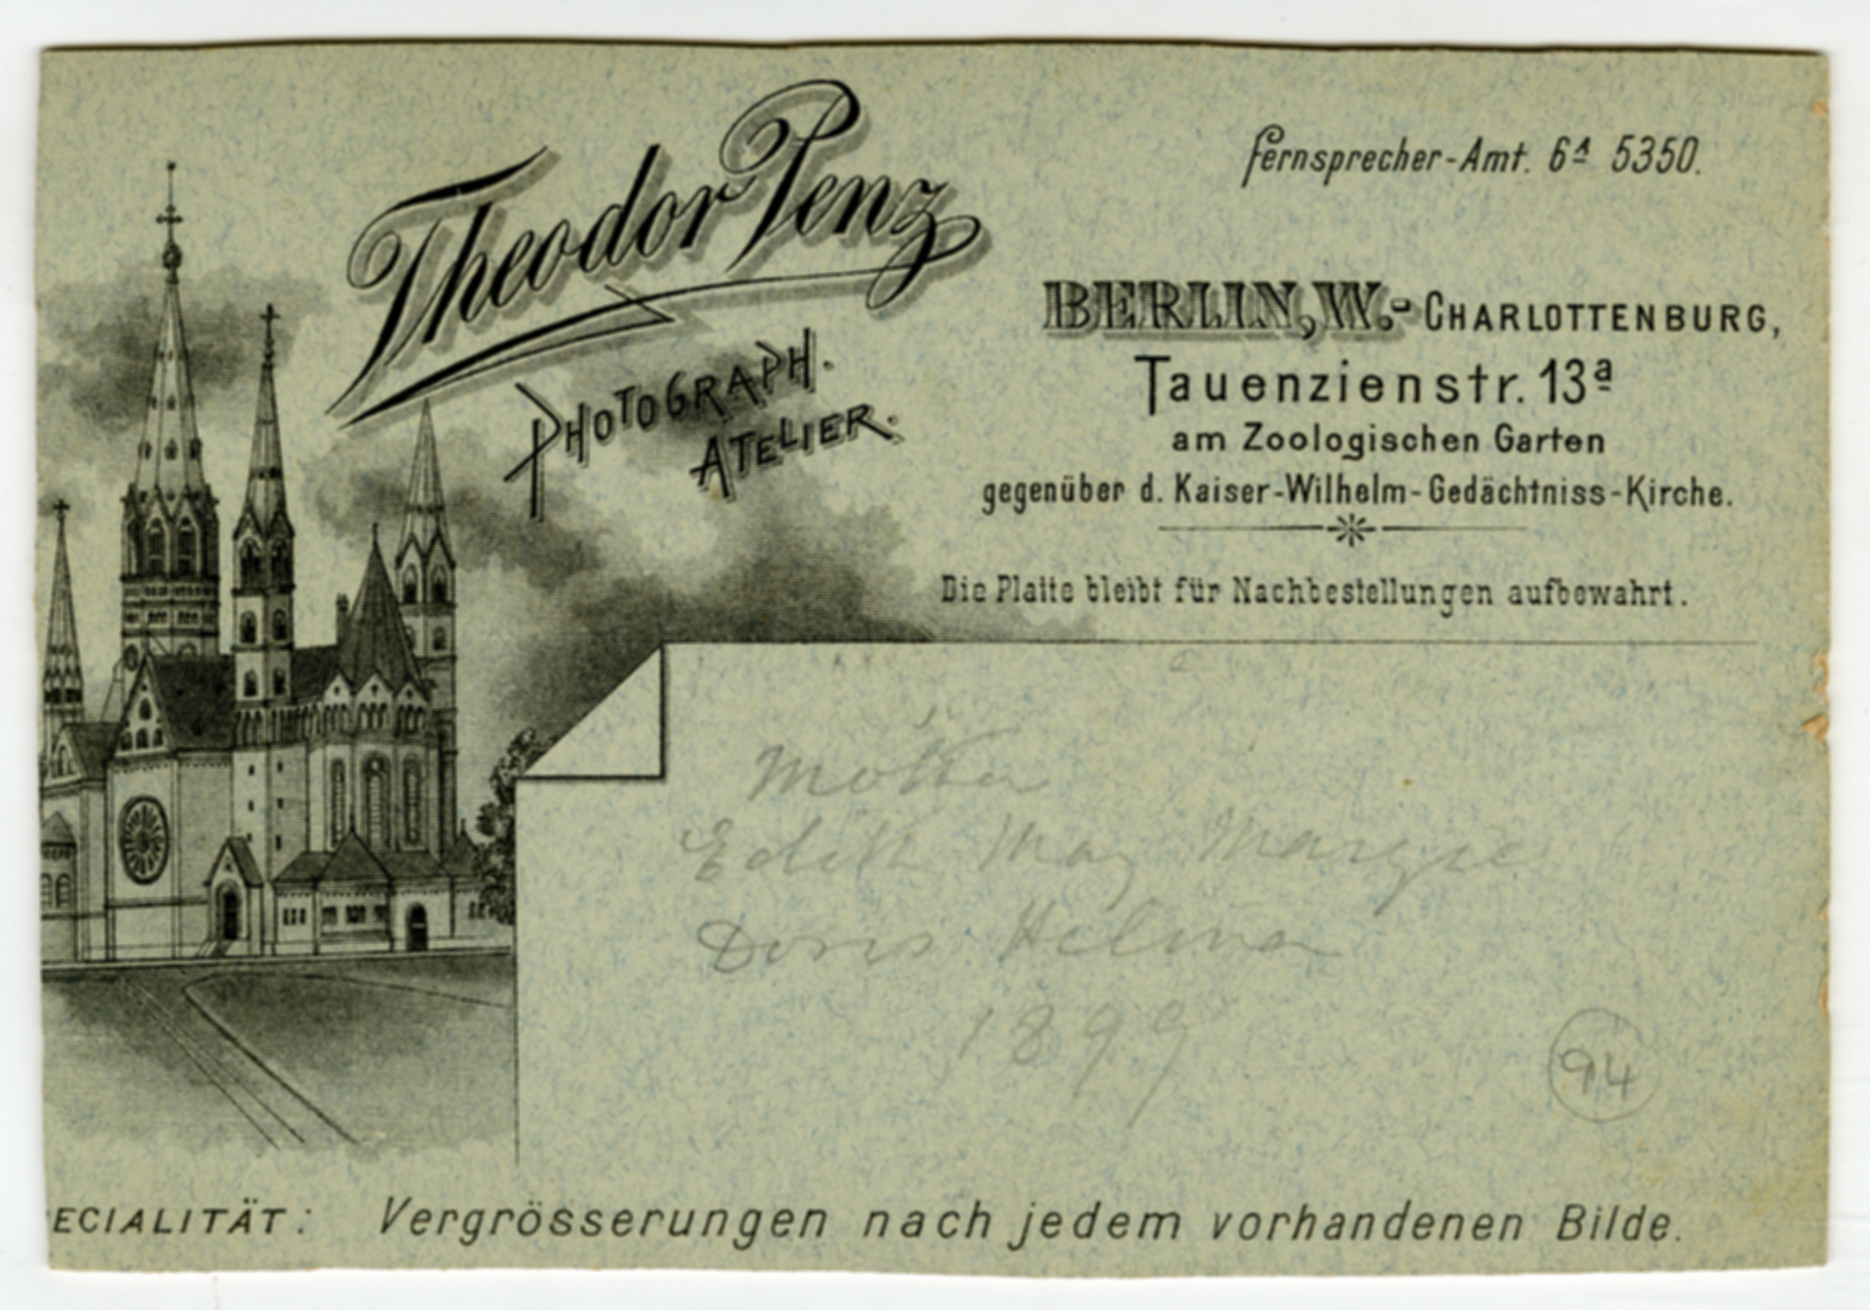 Theodor Penz
Photograph.
Atelier.
Fernsprecher-Amt. 6ᴬ 5350.
Berlin, W.- Charlottenburg,
Tauenzienstr. 13ª
am Zoologischen Garten
gegenüber d. Kaiser-Wilhelm-Gedächtniss-Kirche.
Die Platte bleibt für Nachbestellungen aufbewahrt.
Mother
Edith May Margie
Doris Helma
1899
94
ECIALITÄT: Vergrösserungen nach jedem vorhandenen Bilde.